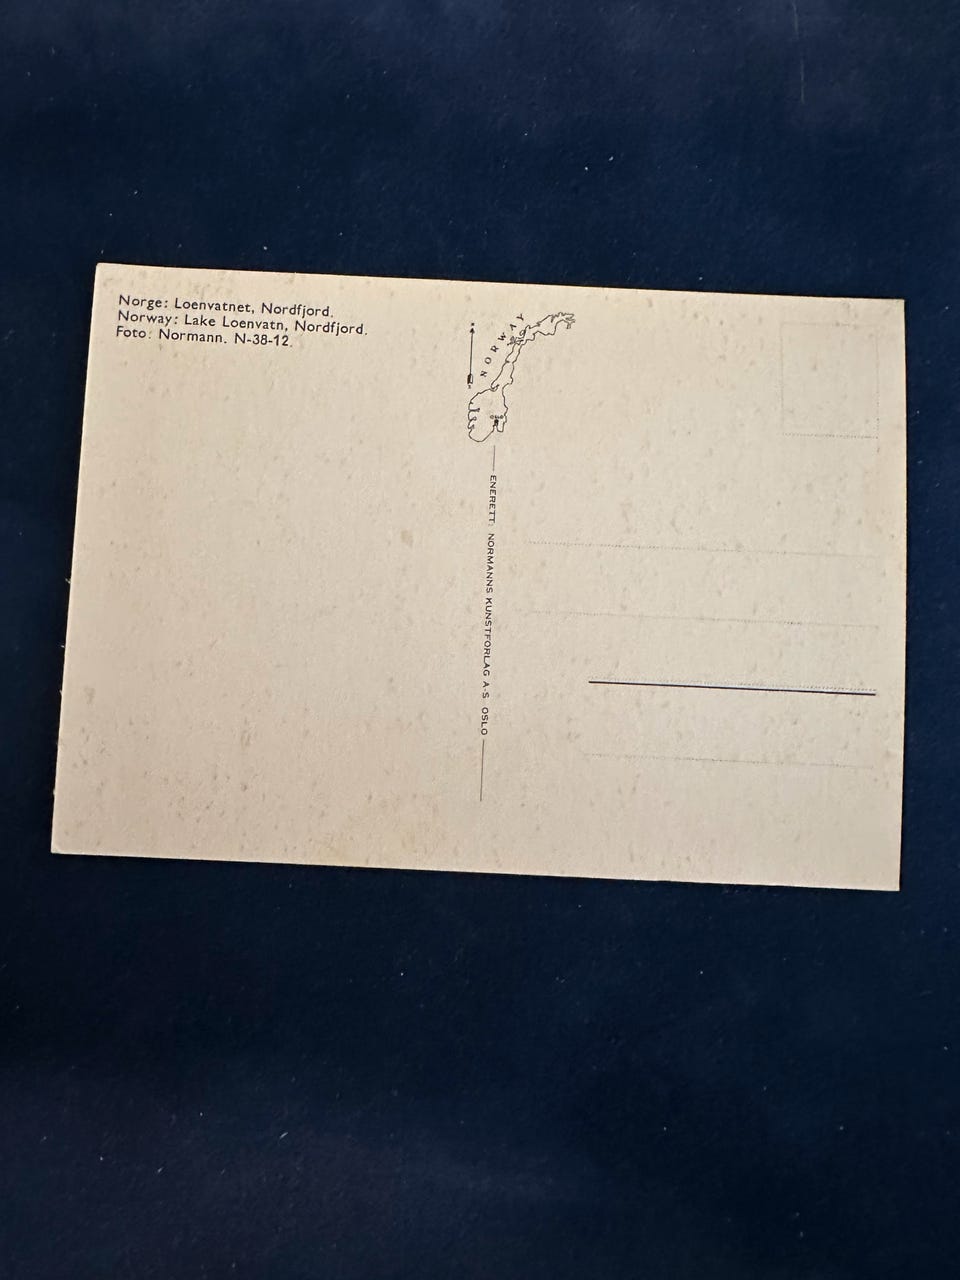 Norge: Loenvatnet, Nordfjord.
Norway: Lake Loenvatn, Nordfjord.
Foto: Normann. N-38-12.
NORWAY
OSLO
ENERETT: NORMANNS KUNSTFORLAG A-S OSLO